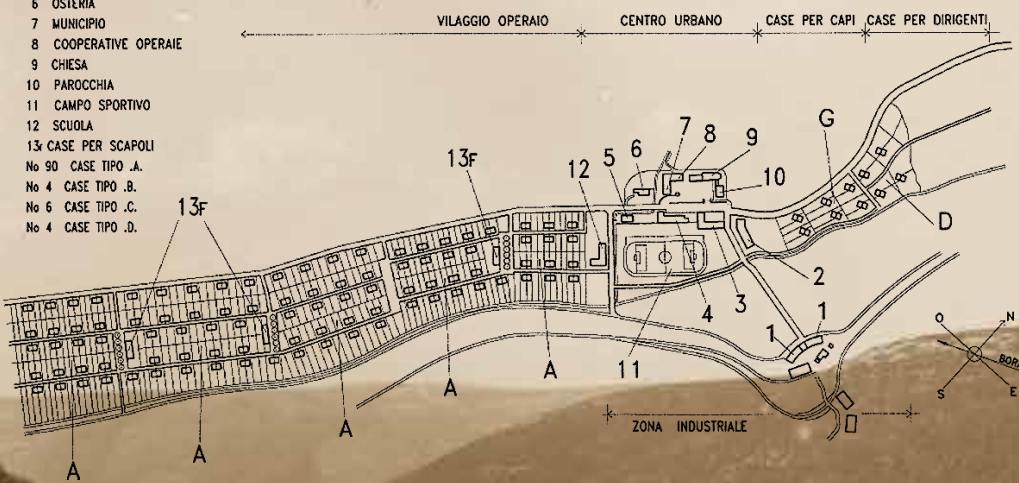 6 OSTERIA
7 MUNICIPIO
8 COOPERATIVE OPERAIE
9 CHIESA
10 PAROCCHIA
11 CAMPO SPORTIVO
12 SCUOLA
13F CASE PER SCAPOLI
No 90 CASE TIPO .A.
No 4 CASE TIPO .B.
No 6 CASE TIPO .C.
No 4 CASE TIPO .D.
VILAGGIO OPERAIO
CENTRO URBANO
CASE PER CAPI
CASE PER DIRIGENTI
13F
13F
12
5
6
7
8
9
10
G
D
2
3
4
11
1
1
A
A
A
A
A
ZONA INDUSTRIALE
O
N
S
E
BORA